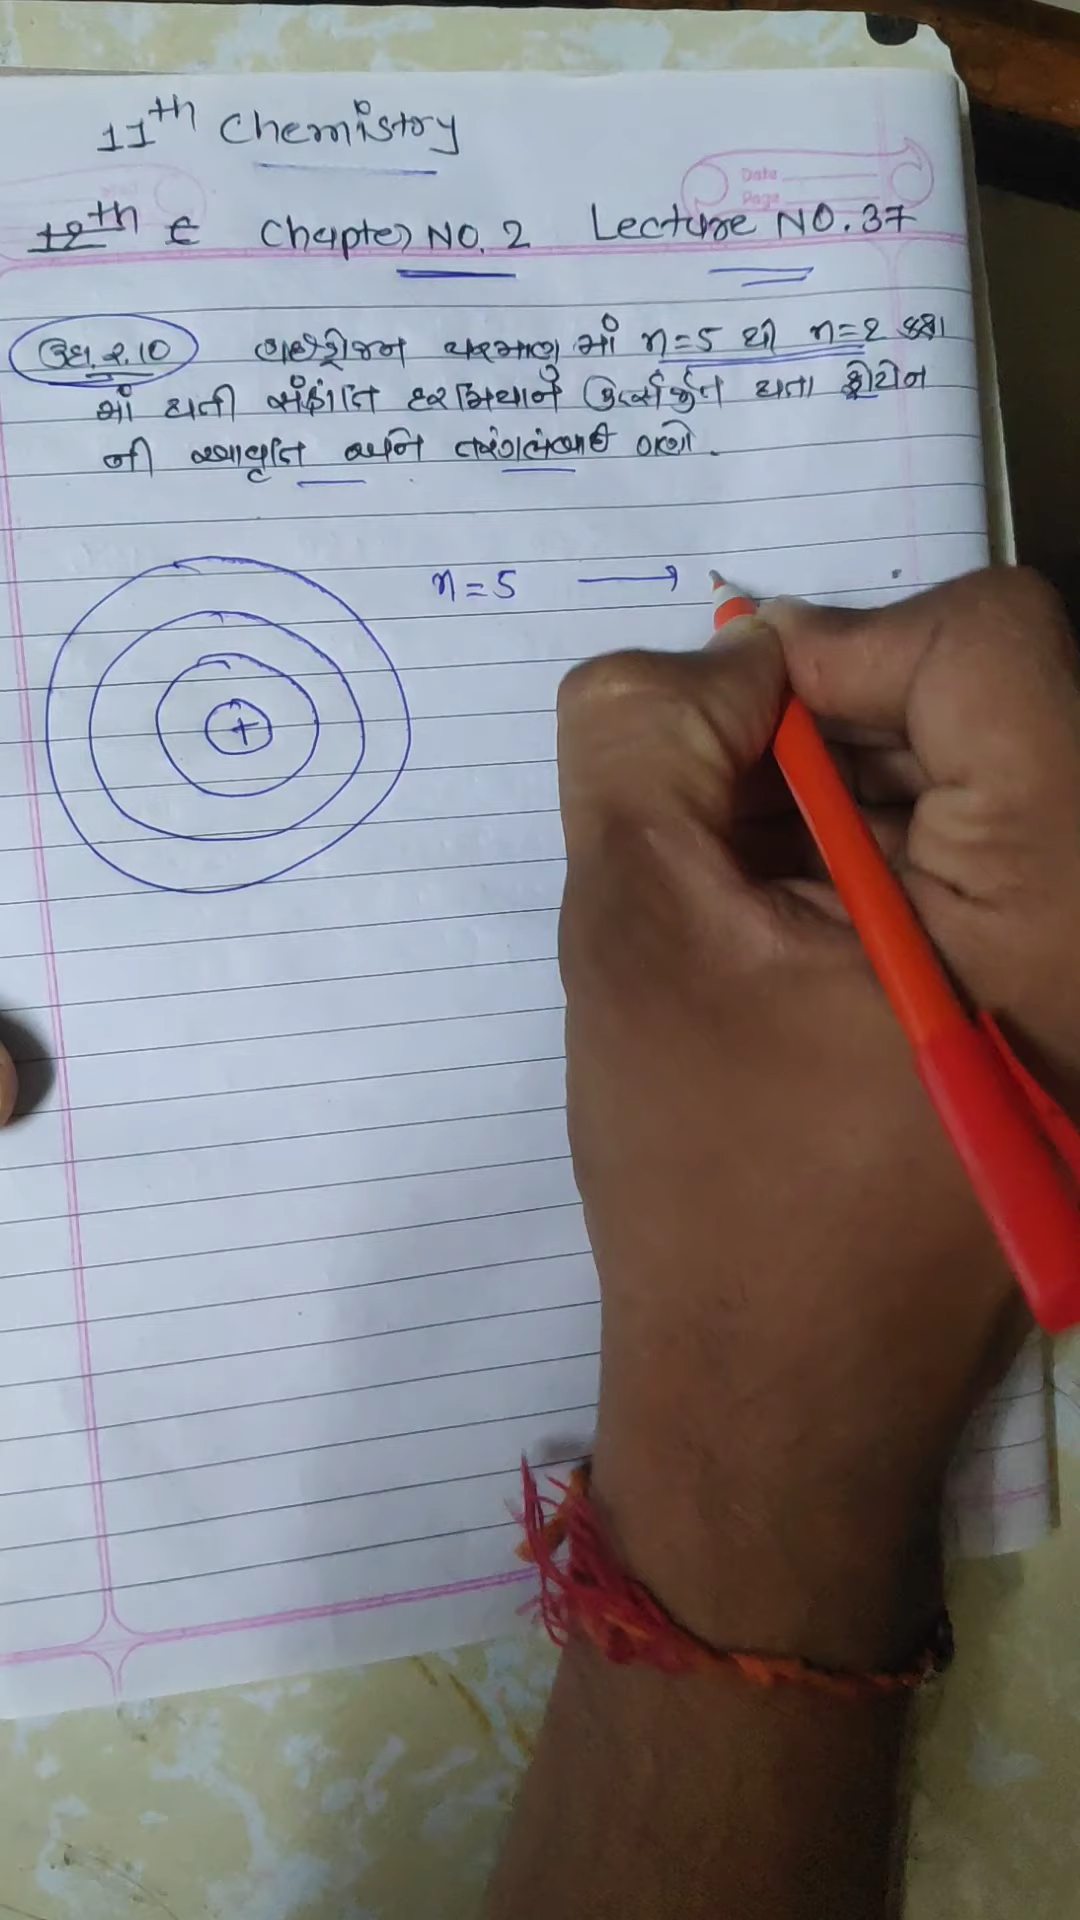 11th Chemistry
Date
Page
12th C Chapter NO. 2 Lecture NO. 37
ઉદા. 2.10 હાઈડ્રોજન પરમાણુ માં n=5 થી n=2 કક્ષા
માં થતી સંક્રાંતિ દરમિયાન ઉત્સર્જીત થતા ફોટોન
ની આવૃતિ અને તરંગલંબાઈ ગણો.
n = 5 →
+